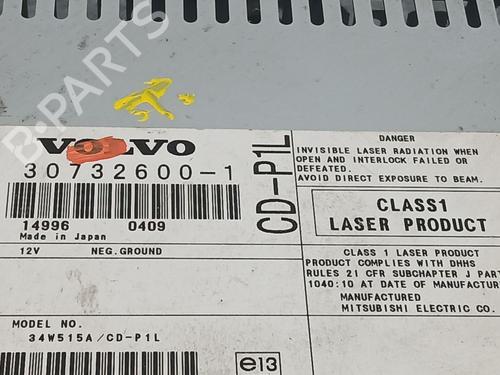 B-PARTS
VOLVO
30732600-1
14996 0409
Made in Japan
12V NEG.GROUND
MODEL NO.
34W515A/CD-P1L
CD-P1L
e13
DANGER
INVISIBLE LASER RADIATION WHEN
OPEN AND INTERLOCK FAILED OR
DEFEATED.
AVOID DIRECT EXPOSURE TO BEAM.
CLASS1
LASER PRODUCT
CLASS 1 LASER PRODUCT
PRODUCT COMPLIES WITH DHHS
RULES 21 CFR SUBCHAPTER J PART
1040:10 AT DATE OF MANUFACTUR
MANUFACTURED
MITSUBISHI ELECTRIC CO.